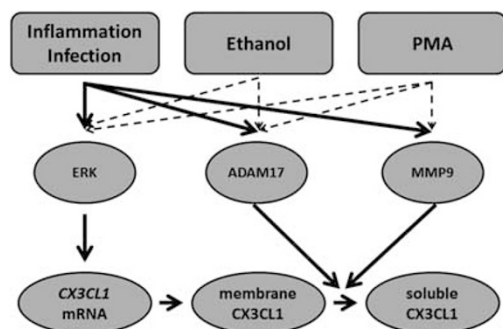 Inflammation
Infection
Ethanol
PMA
ERK
ADAM17
MMP9
CX3CL1
mRNA
membrane
CX3CL1
soluble
CX3CL1